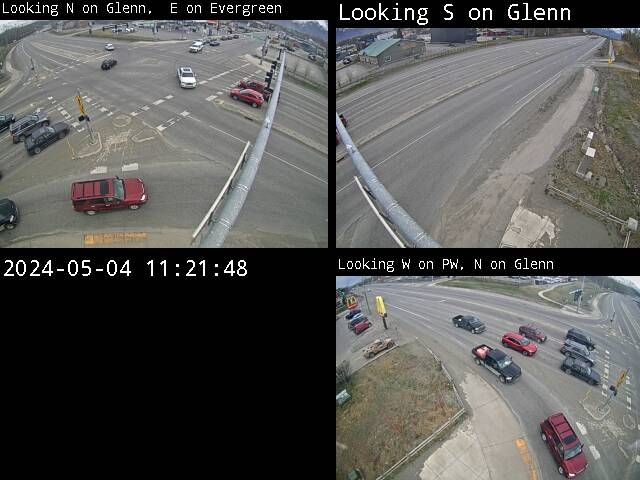 Looking N on Glenn, E on Evergreen
Looking S on Glenn
2024-05-04 11:21:48
Looking W on PW, N on Glenn